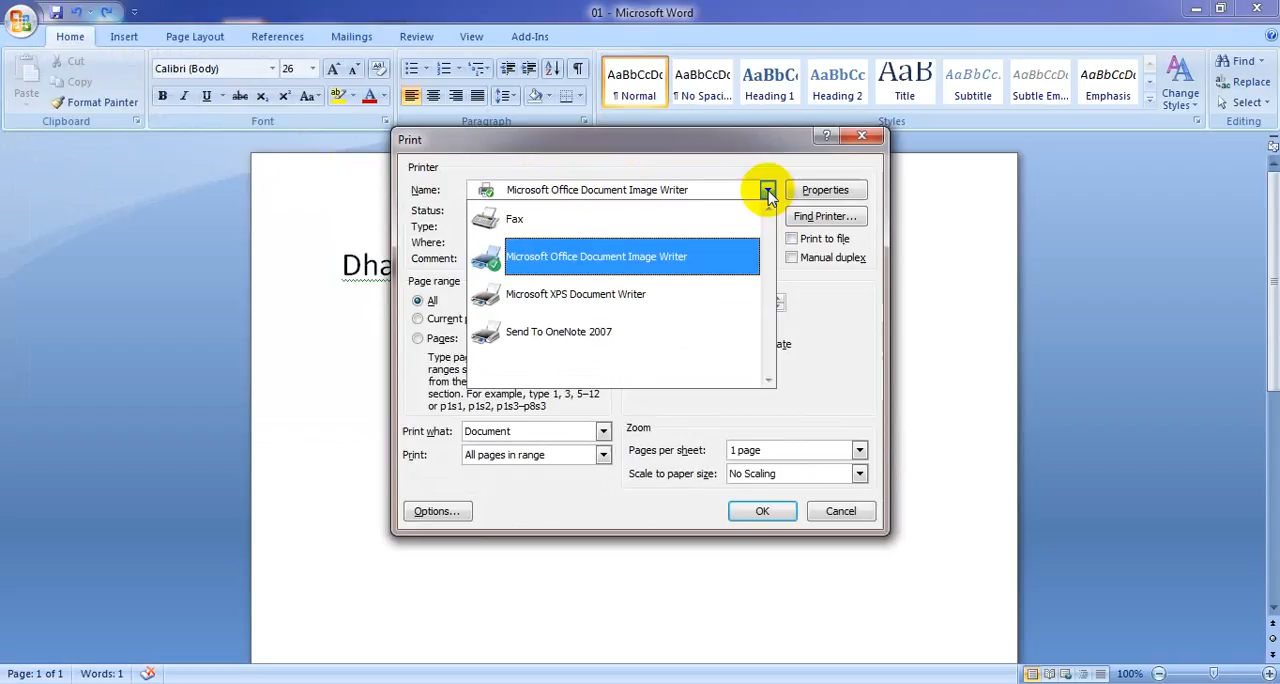 01 - Microsoft Word
Home Insert Page Layout References Mailings Review View Add-Ins
Paste
Cut
Copy
Format Painter
Clipboard
Calibri (Body) 26
Font
Paragraph
AaBbCcDc AaBbCcDc AaBbCc AaBbCc AaB AaBbCc. AaBbCcDc AaBbCcDc
¶ Normal ¶ No Spaci... Heading 1 Heading 2 Title Subtitle Subtle Em... Emphasis
Change Styles
Styles
Find
Replace
Select
Editing
Print
Printer
Name: Microsoft Office Document Image Writer Properties
Status: Fax Find Printer...
Type:
Where: Print to file
Comment: Microsoft Office Document Image Writer Manual duplex
Microsoft XPS Document Writer
Send To OneNote 2007
Page range
All
Current p
Pages:
Type pag
ranges s
from the
section. For example, type 1, 3, 5–12
or p1s1, p1s2, p1s3–p8s3
ate
Print what: Document
Print: All pages in range
Zoom
Pages per sheet: 1 page
Scale to paper size: No Scaling
Options... OK Cancel
Dha
Page: 1 of 1 Words: 1 100%